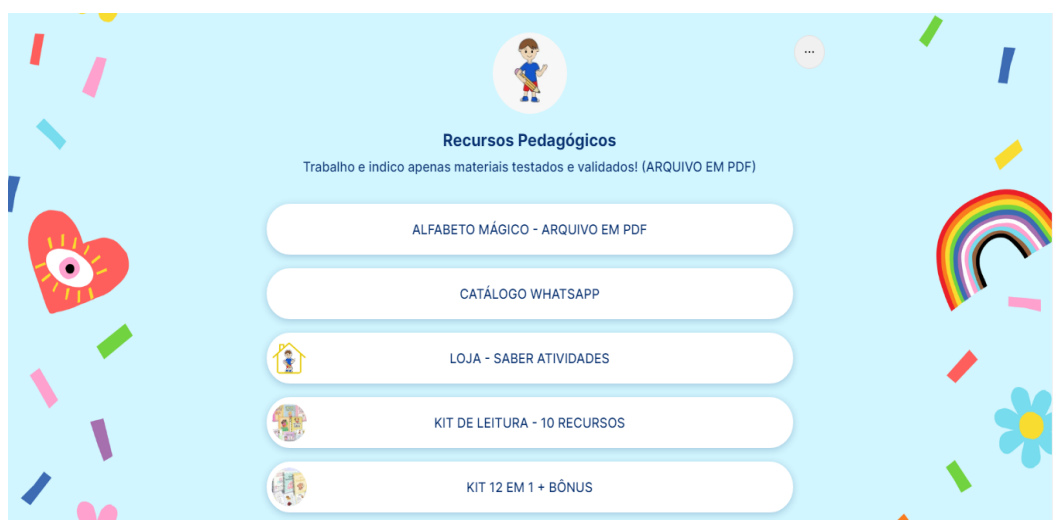 ...
Recursos Pedagógicos
Trabalho e indico apenas materiais testados e validados! (ARQUIVO EM PDF)
ALFABETO MÁGICO - ARQUIVO EM PDF
CATÁLOGO WHATSAPP
LOJA - SABER ATIVIDADES
KIT DE LEITURA - 10 RECURSOS
KIT 12 EM 1 + BÔNUS